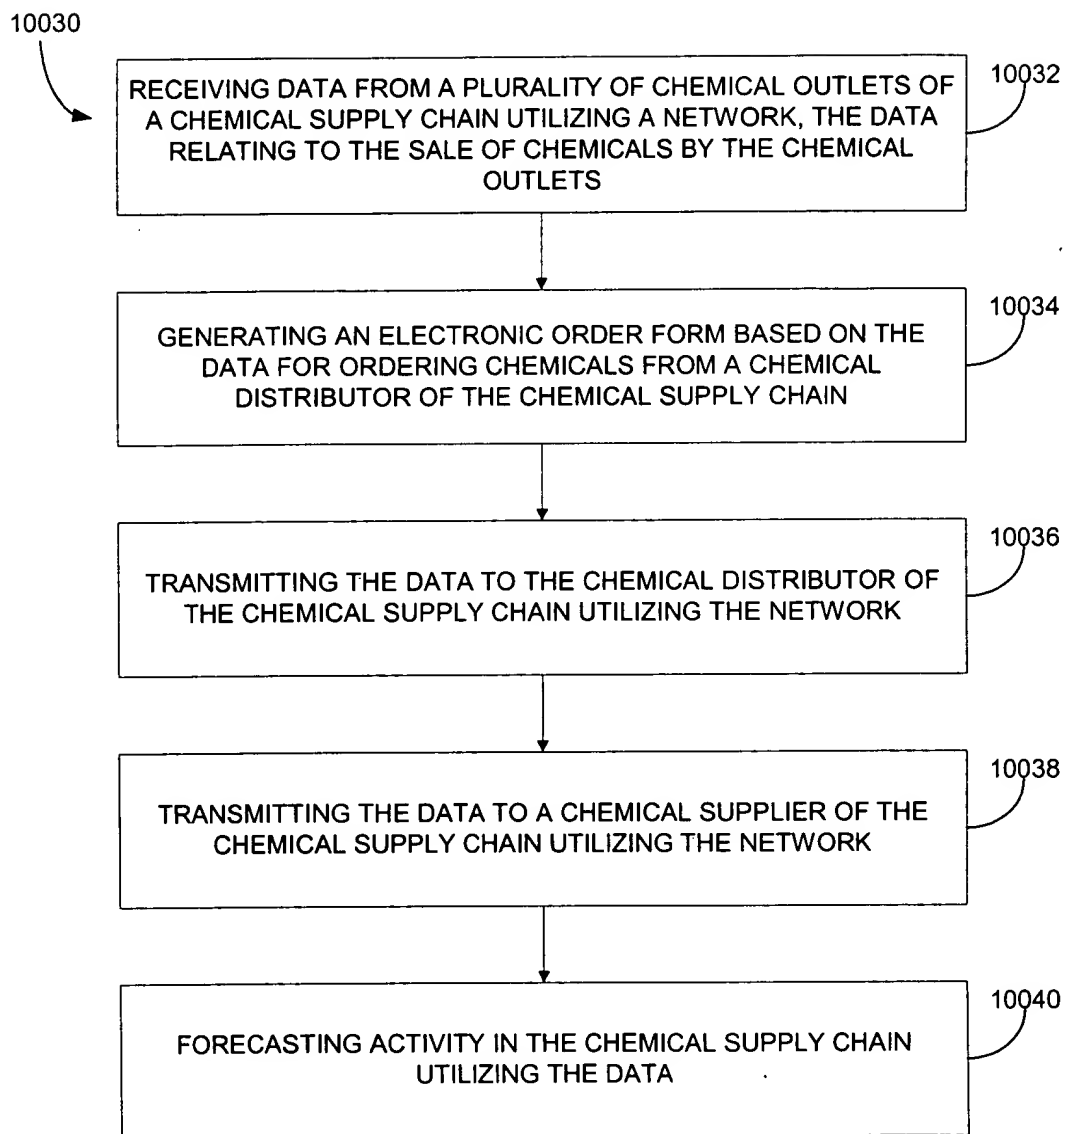 10030
10032
RECEIVING DATA FROM A PLURALITY OF CHEMICAL OUTLETS OF
A CHEMICAL SUPPLY CHAIN UTILIZING A NETWORK, THE DATA
RELATING TO THE SALE OF CHEMICALS BY THE CHEMICAL
OUTLETS
10034
GENERATING AN ELECTRONIC ORDER FORM BASED ON THE
DATA FOR ORDERING CHEMICALS FROM A CHEMICAL
DISTRIBUTOR OF THE CHEMICAL SUPPLY CHAIN
10036
TRANSMITTING THE DATA TO THE CHEMICAL DISTRIBUTOR OF
THE CHEMICAL SUPPLY CHAIN UTILIZING THE NETWORK
10038
TRANSMITTING THE DATA TO A CHEMICAL SUPPLIER OF THE
CHEMICAL SUPPLY CHAIN UTILIZING THE NETWORK
10040
FORECASTING ACTIVITY IN THE CHEMICAL SUPPLY CHAIN
UTILIZING THE DATA